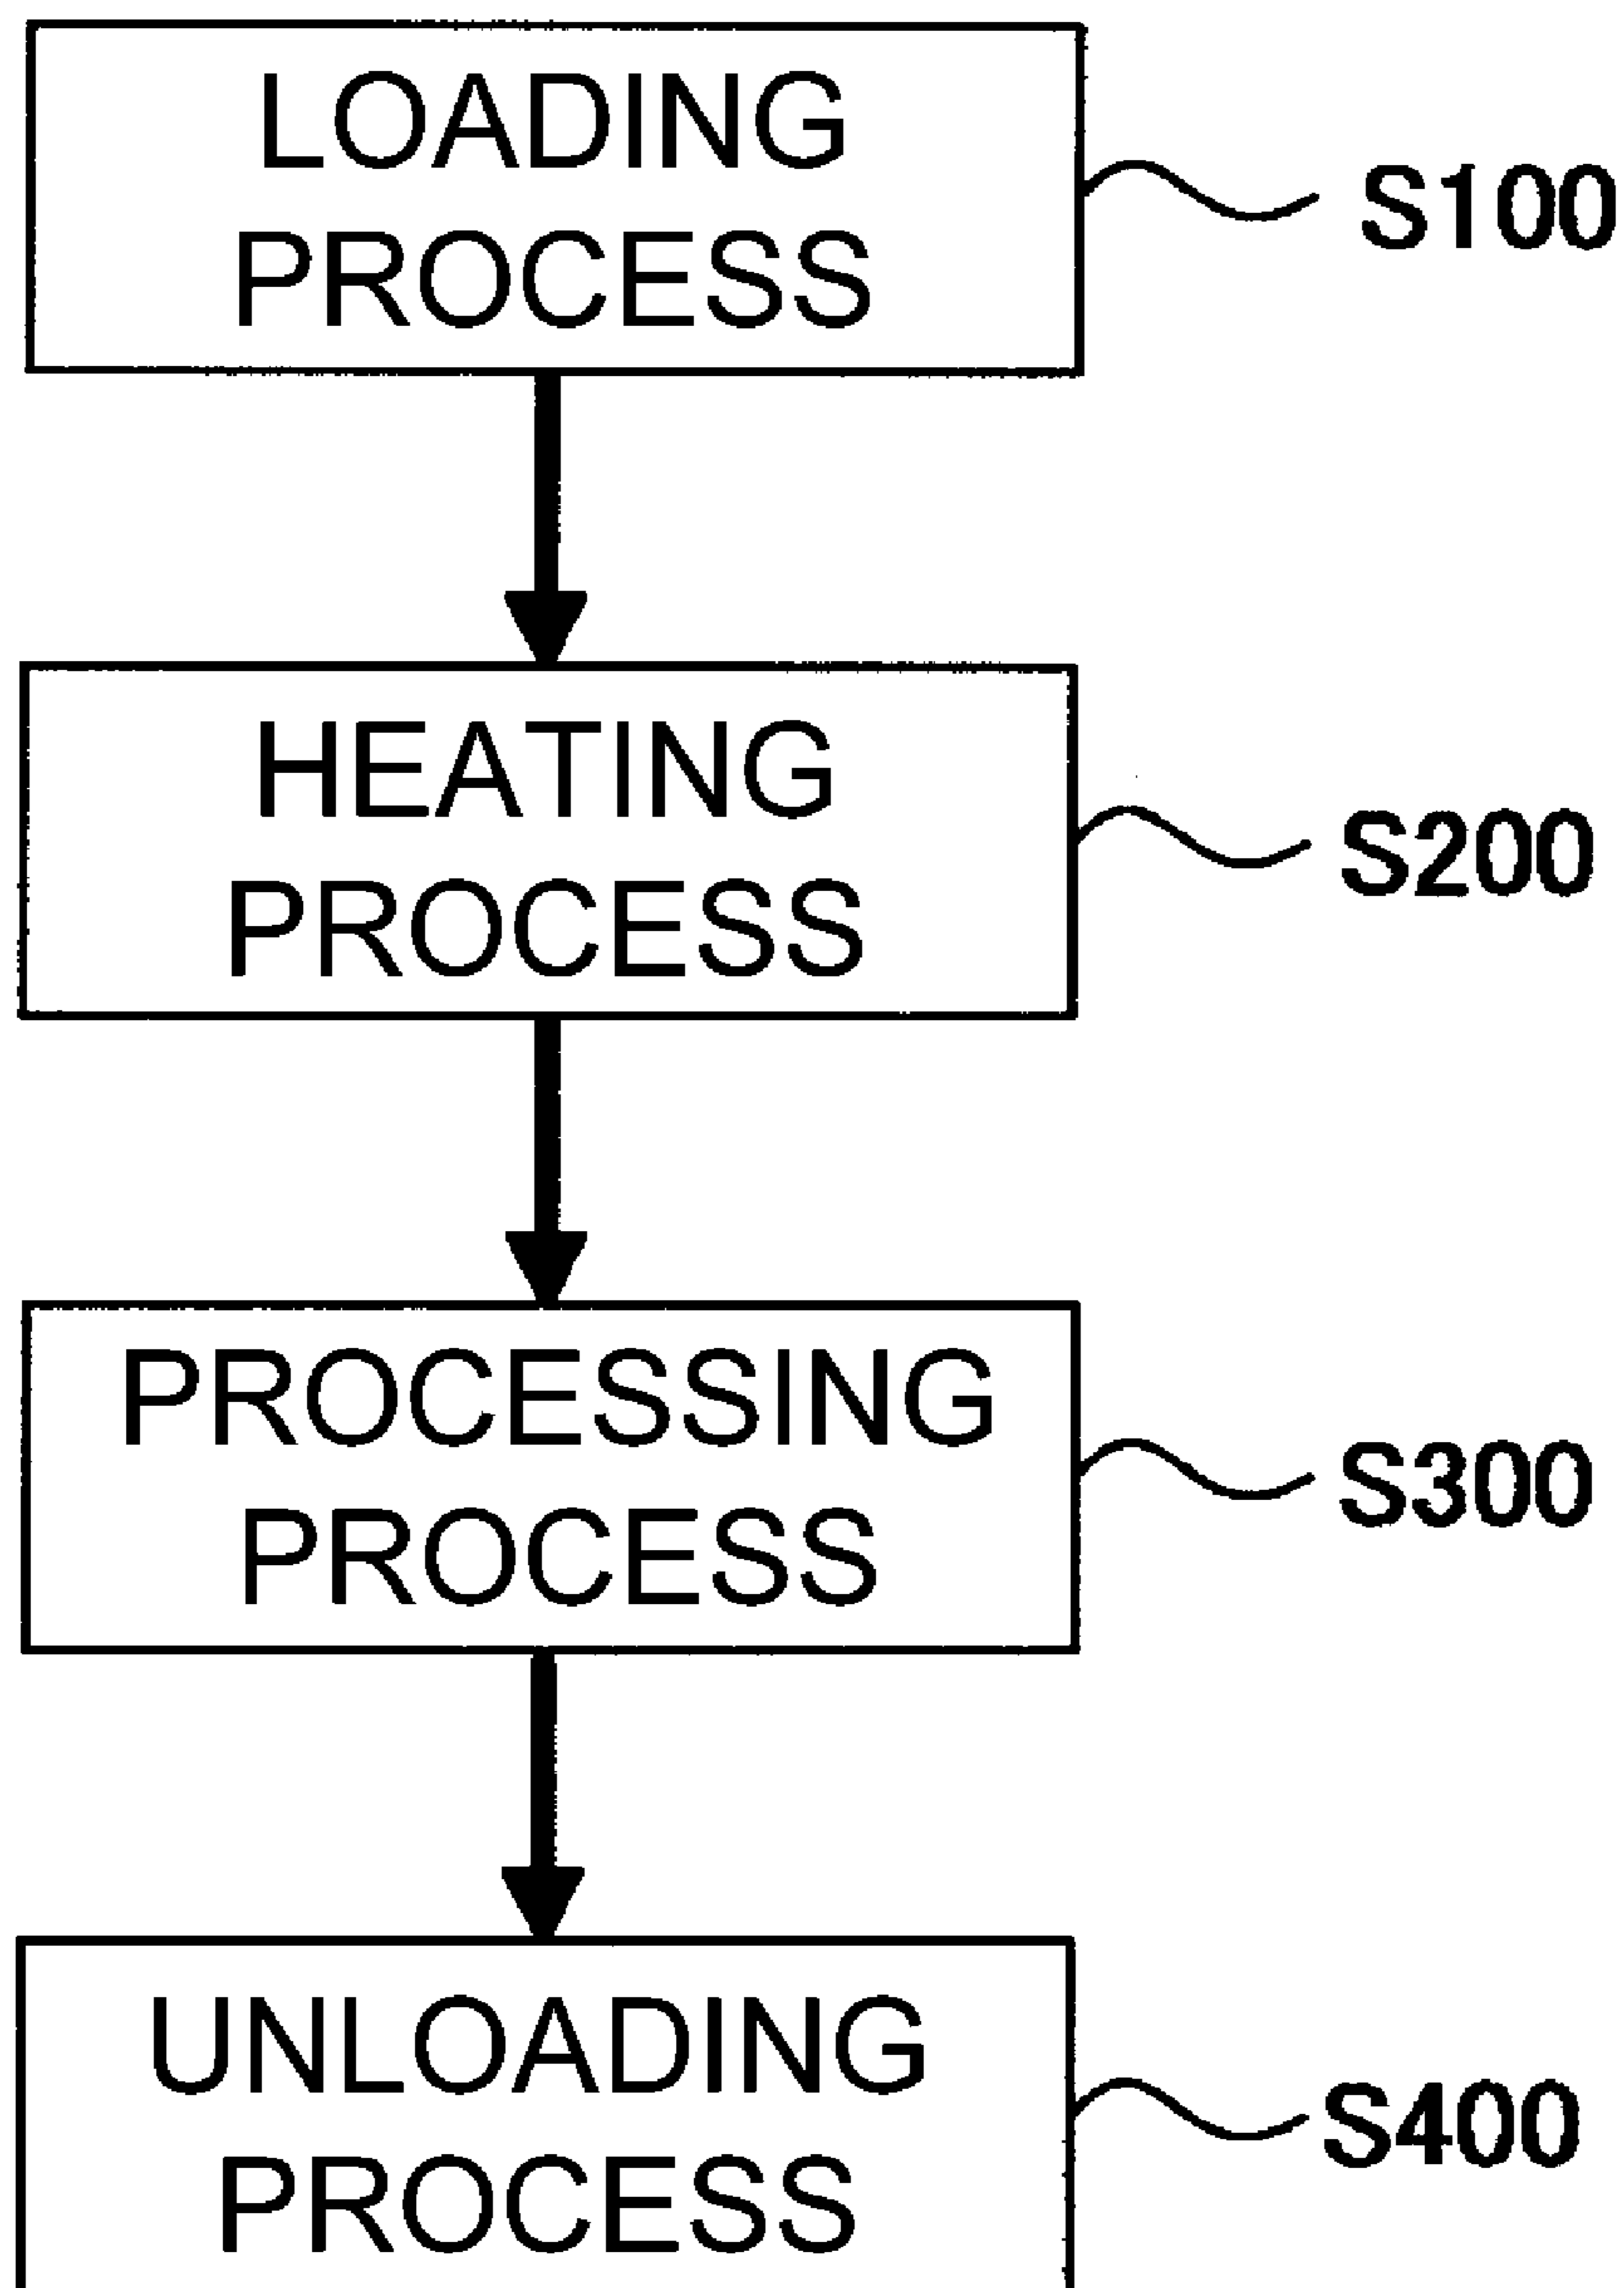 LOADING
PROCESS
S100
HEATING
PROCESS
S200
PROCESSING
PROCESS
S300
UNLOADING
PROCESS
S400